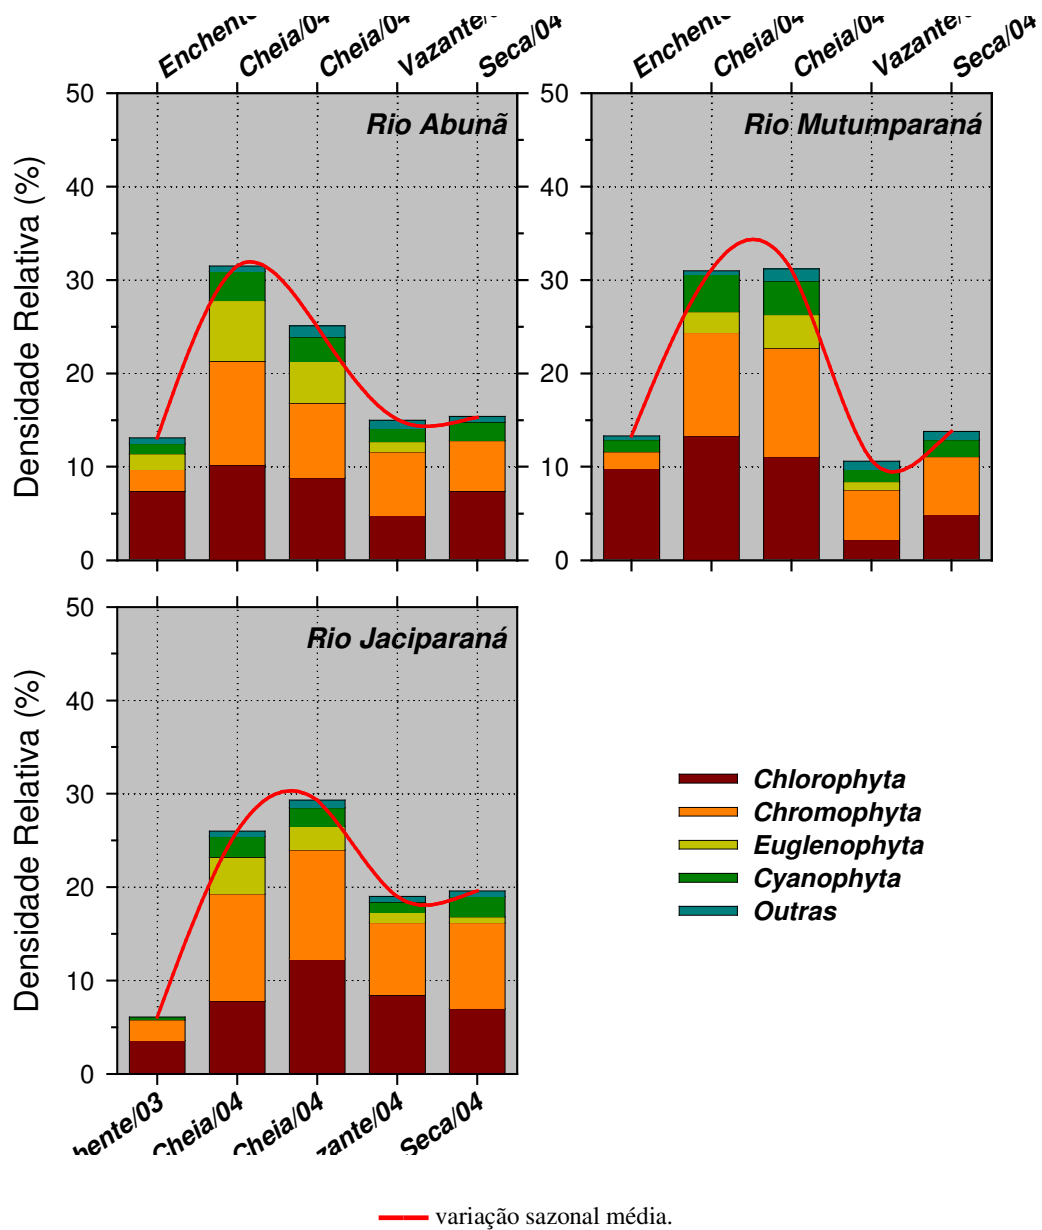 Cheia/04 Cheia/04 Seca/04 Cheia/04 Cheia/04 Seca/04
50 50
Rio Abunã Rio Mutumparaná
Densidade Relativa (%)
40 40
30 30
20 20
10 10
0 0
50
Rio Jaciparaná
Densidade Relativa (%)
40
30
20
10
0
Chlorophyta
Chromophyta
Euglenophyta
Cyanophyta
Outras
Cheia/04 Cheia/04 Seca/04
variação sazonal média.